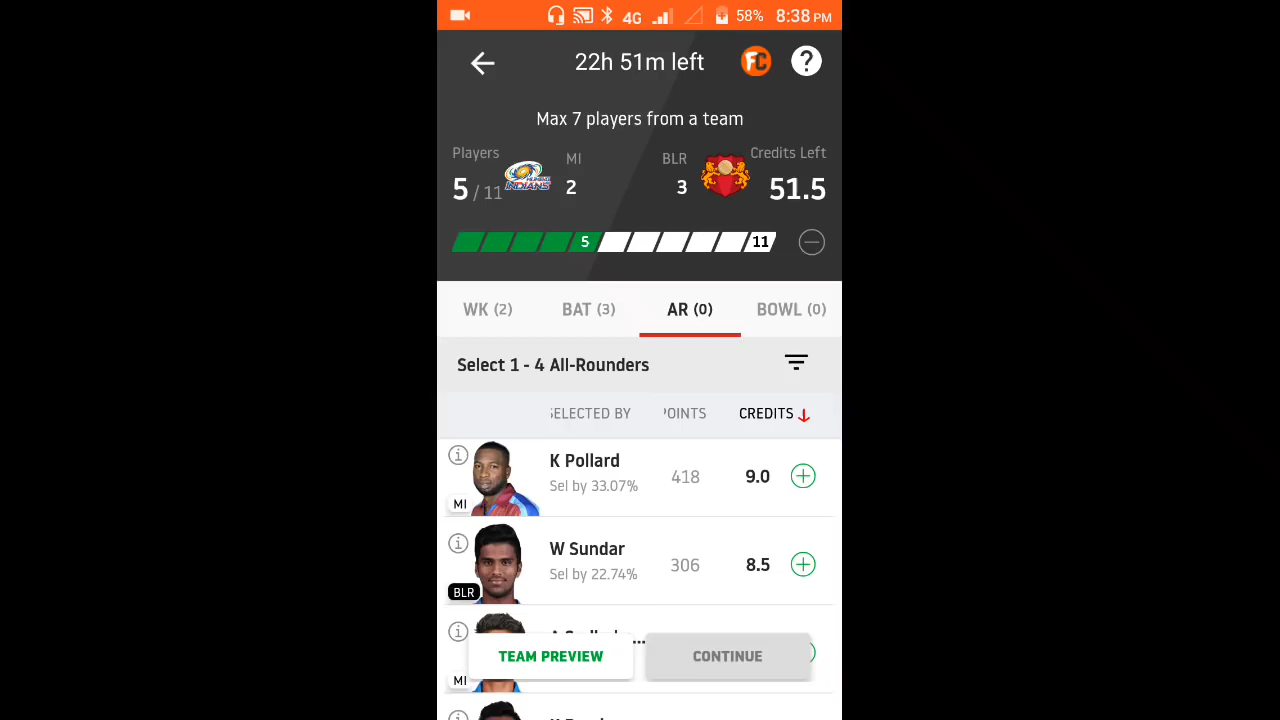 4G 58% 8:38 PM
22h 51m left FC ?
Max 7 players from a team
Players MI BLR Credits Left
5 / 11 INDIANS 2 3 51.5
5 11
WK (2) BAT (3) AR (0) BOWL (0)
Select 1 - 4 All-Rounders
SELECTED BY POINTS CREDITS
K Pollard
Sel by 33.07% 418 9.0
MI
W Sundar
Sel by 22.74% 306 8.5
BLR
TEAM PREVIEW CONTINUE
MI